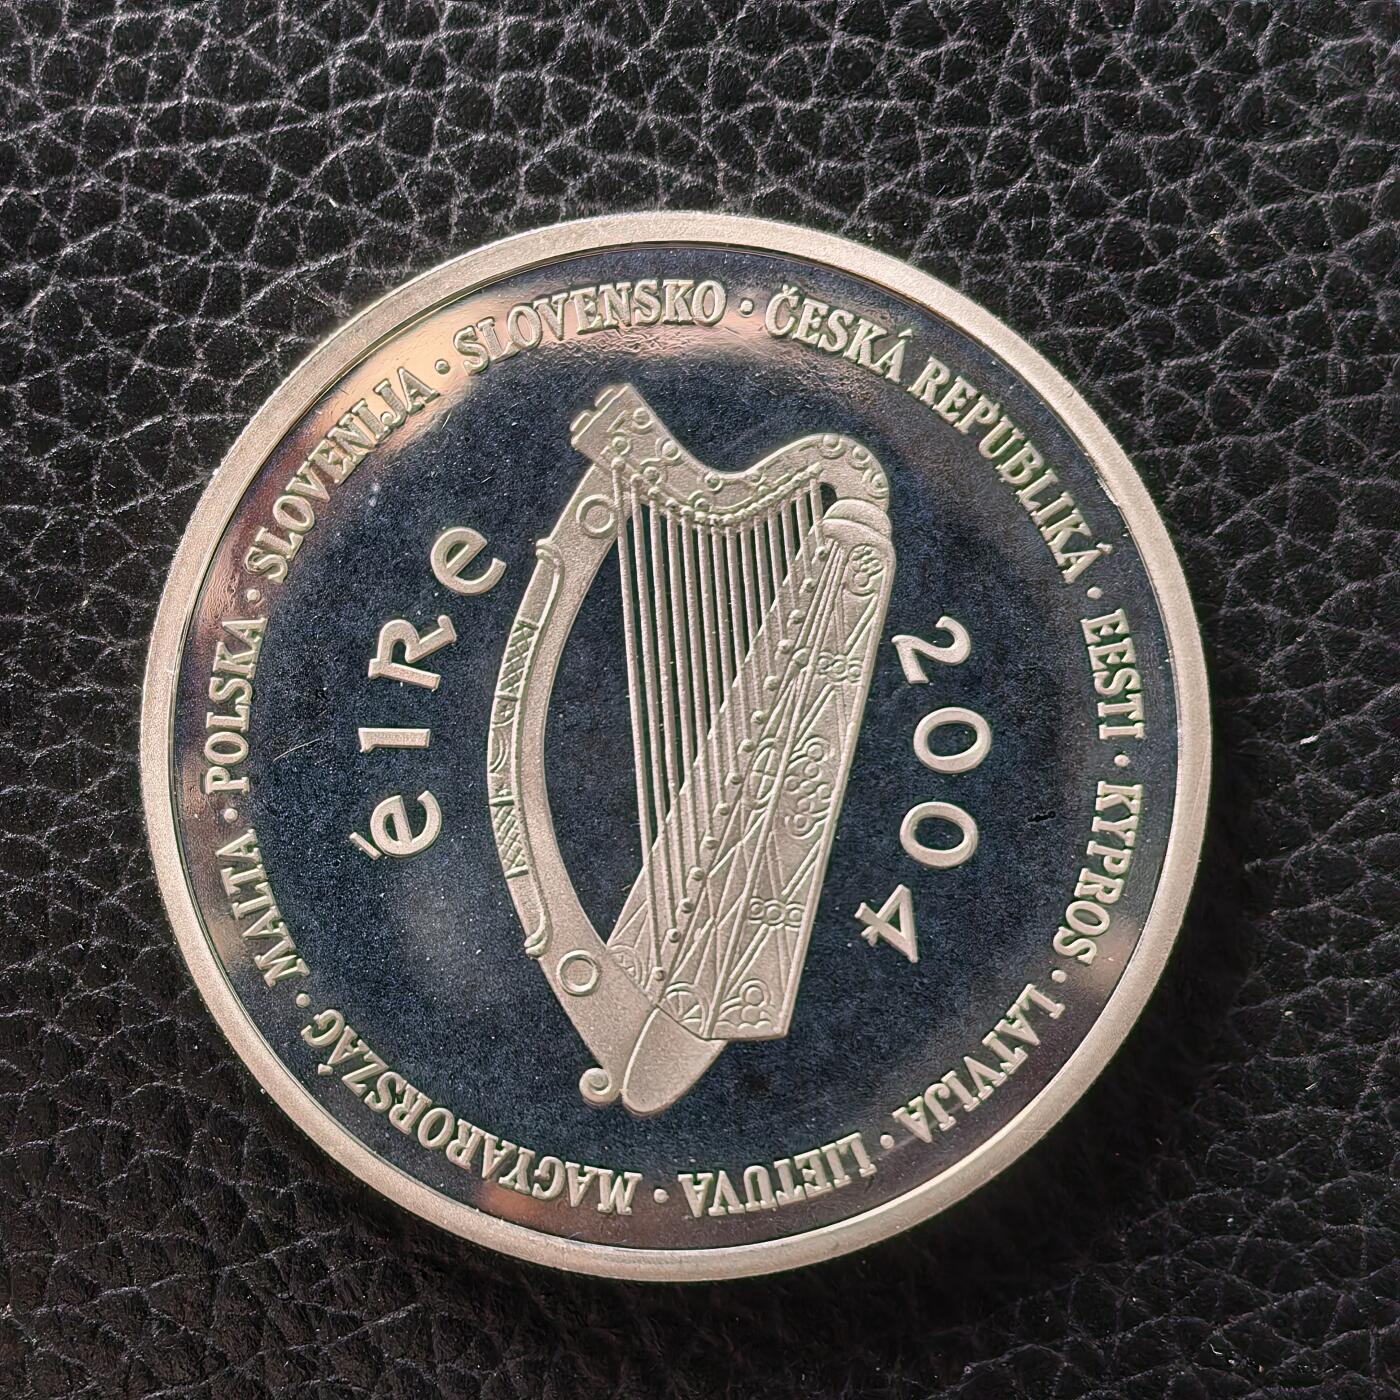 éIRe
2004
ČESKÁ REPUBLIKÁ · EESTI · KYPROS · LATVIJA · LIETUVA · MAGYARORSZÁG · MALTA · POLSKA · SLOVENIJA · SLOVENSKO ·